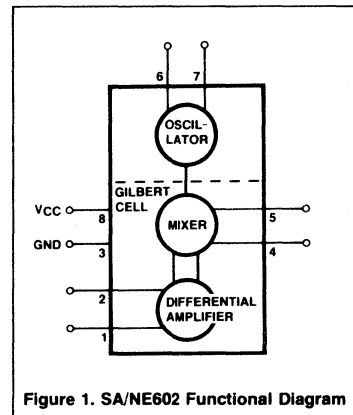 6 7
OSCIL-
LATOR
GILBERT
CELL
VCC 8
MIXER
5
GND 3
4
2
DIFFERENTIAL
AMPLIFIER
1
Figure 1. SA/NE602 Functional Diagram